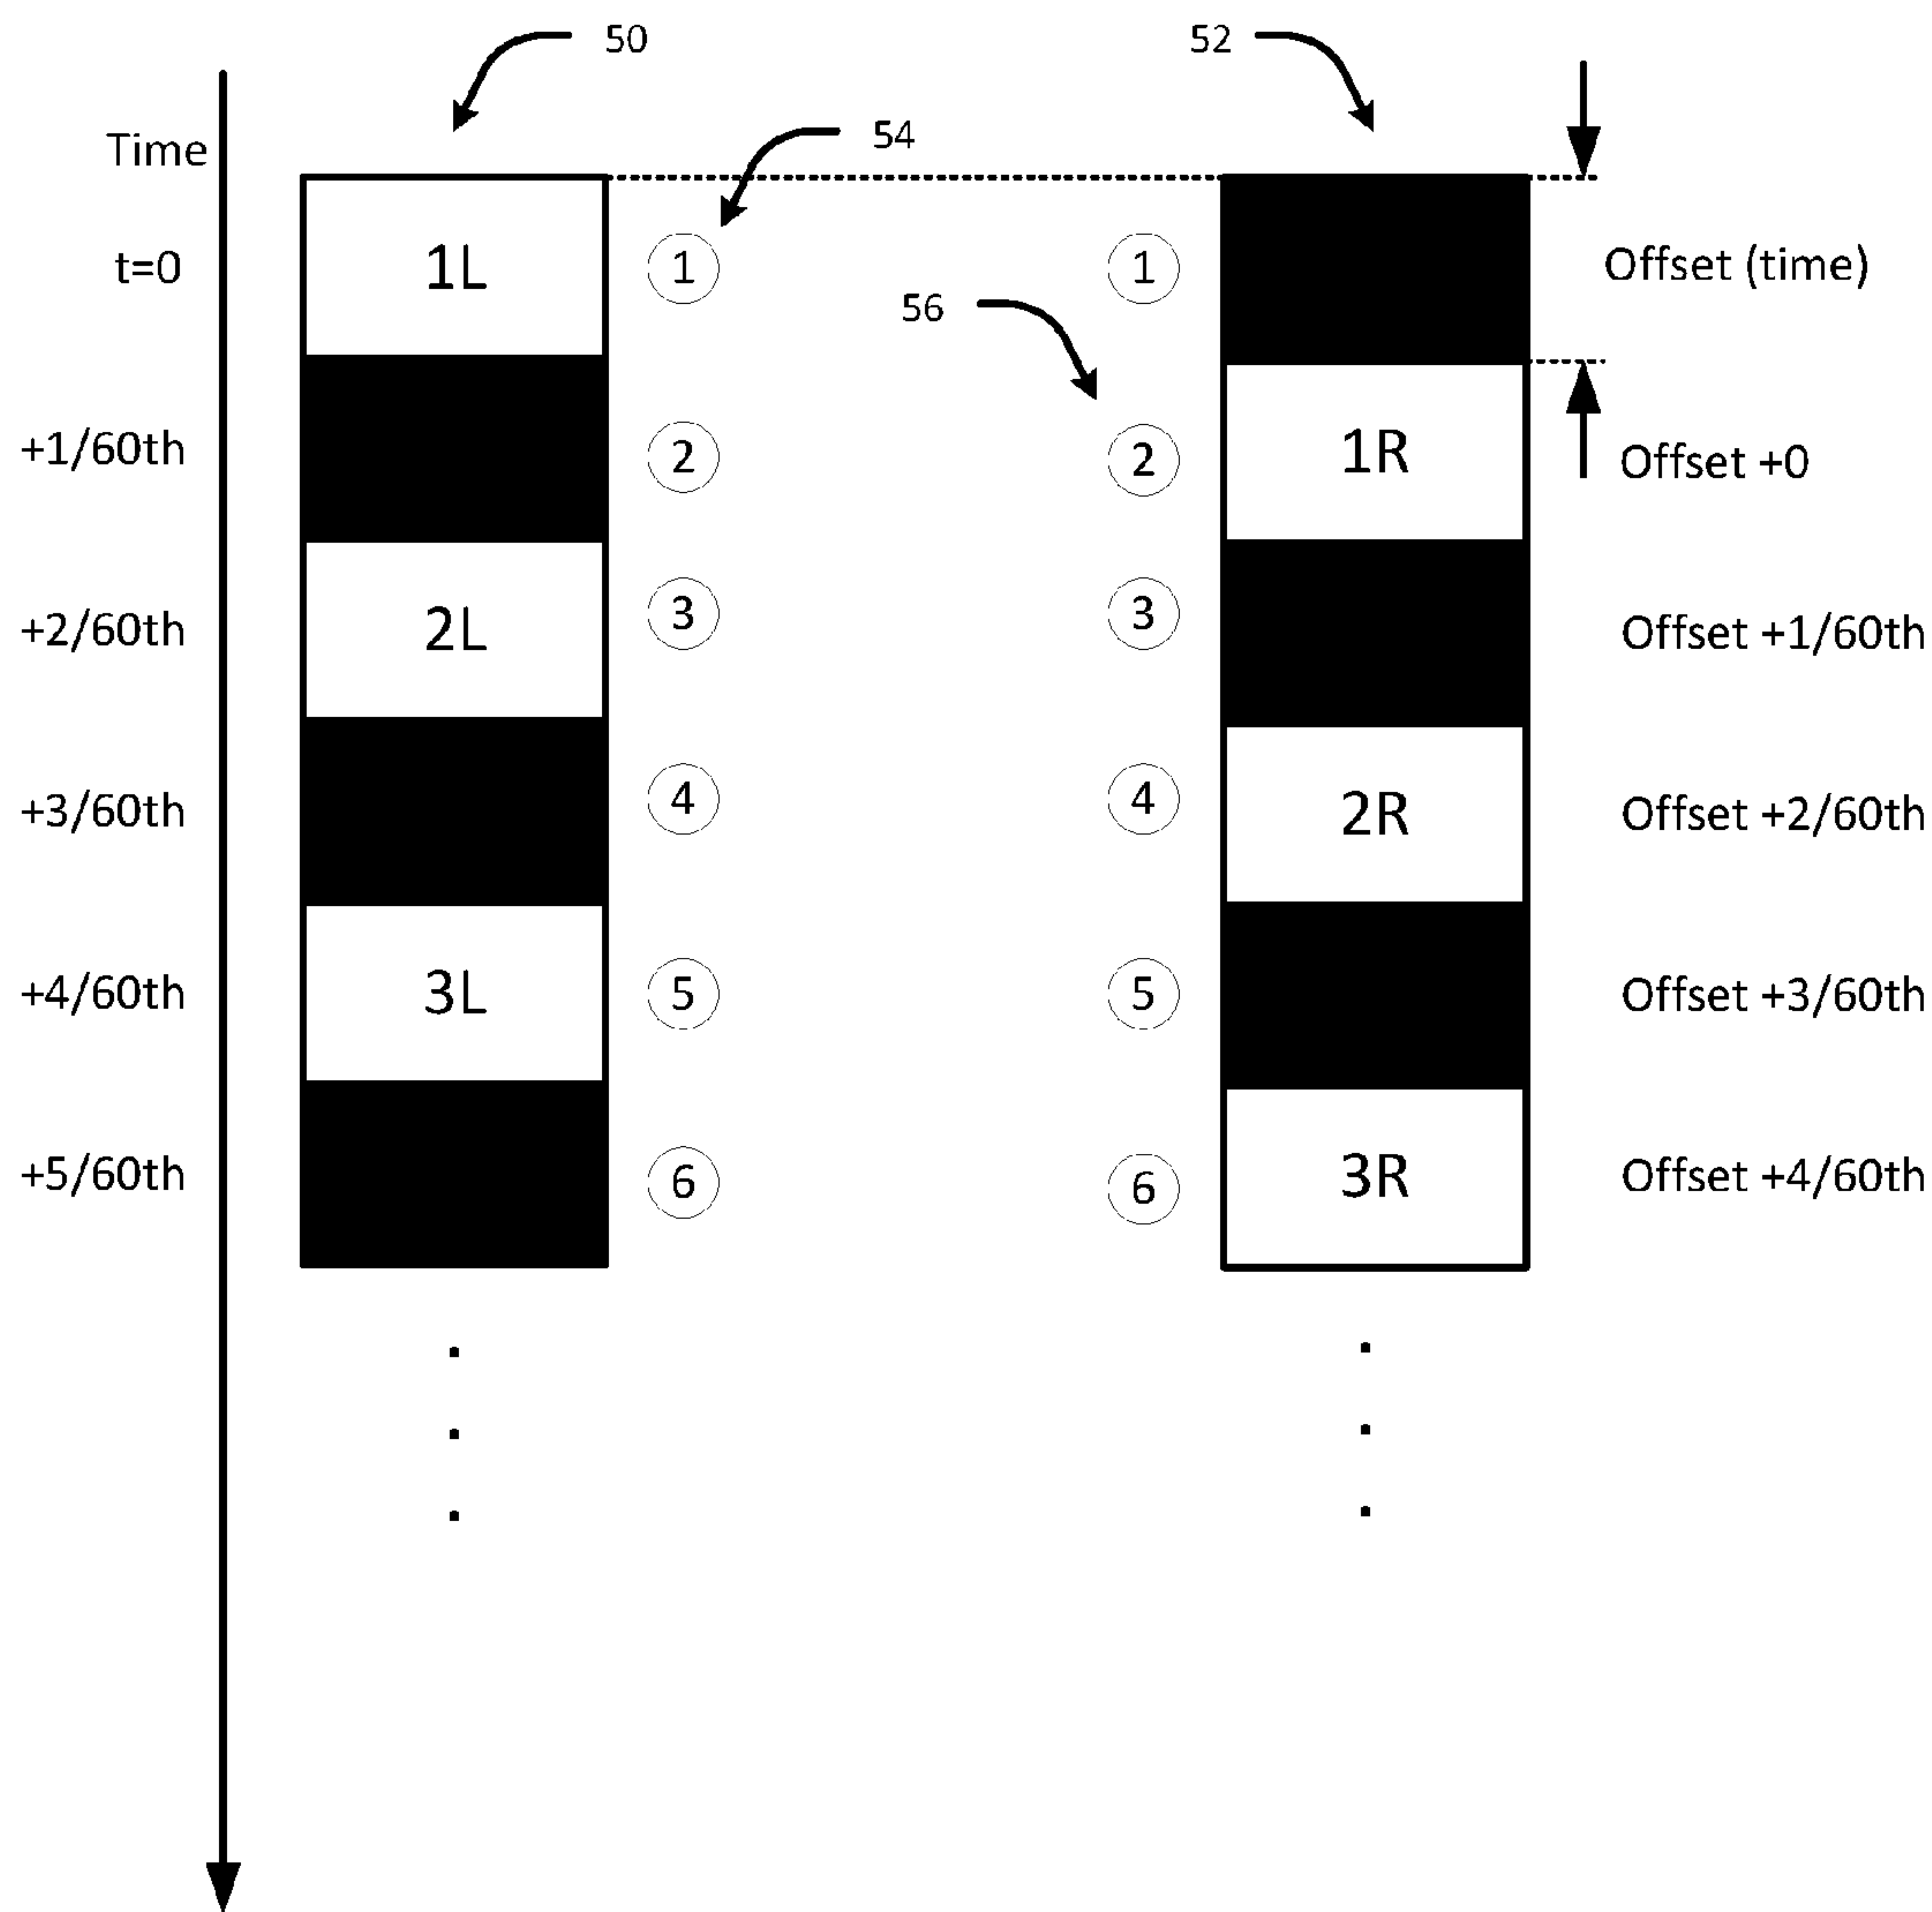 50
52
54
Time
t=0
1L
1
1
Offset (time)
56
+1/60th
2
2
1R
Offset +0
+2/60th
2L
3
3
Offset +1/60th
+3/60th
4
4
2R
Offset +2/60th
+4/60th
3L
5
5
Offset +3/60th
+5/60th
6
6
3R
Offset +4/60th